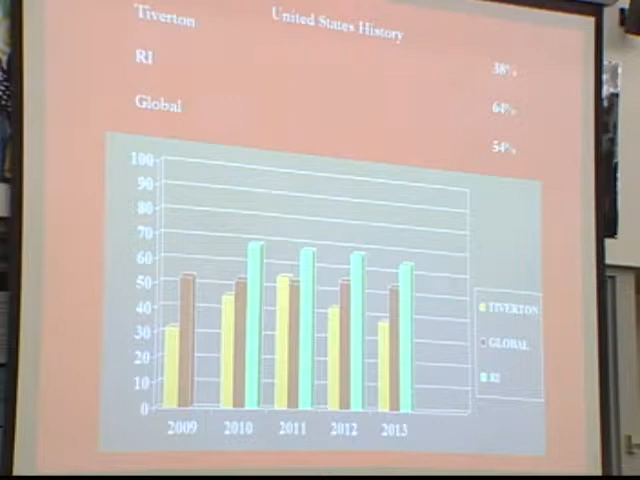 United States History
Tiverton 38%
RI 64%
Global 54%
100
90
80
70
60
50
40
30
20
10
0
2009 2010 2011 2012 2013
TIVERTON
GLOBAL
RI